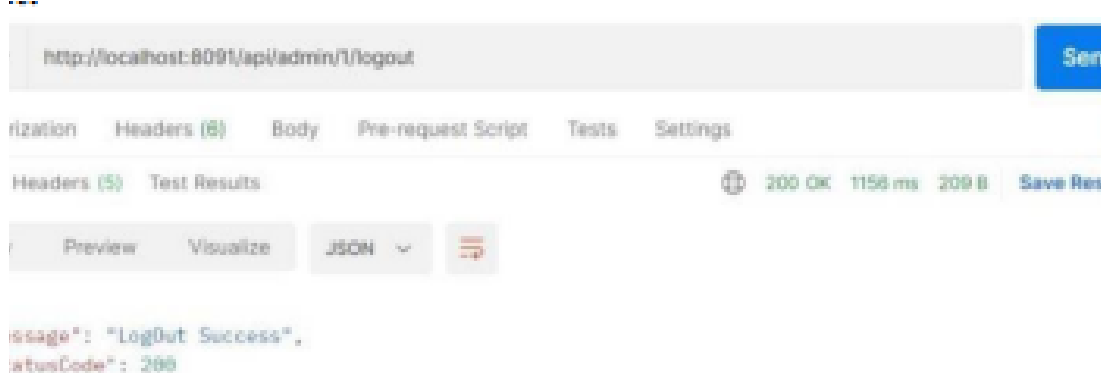 http://localhost:8091/api/admin/1/logout
Sen
rization Headers (6) Body Pre-request Script Tests Settings
Headers (5) Test Results 200 OK 1156 ms 209 B Save Res
Preview Visualize JSON
ssage": "LogOut Success",
atusCode": 200